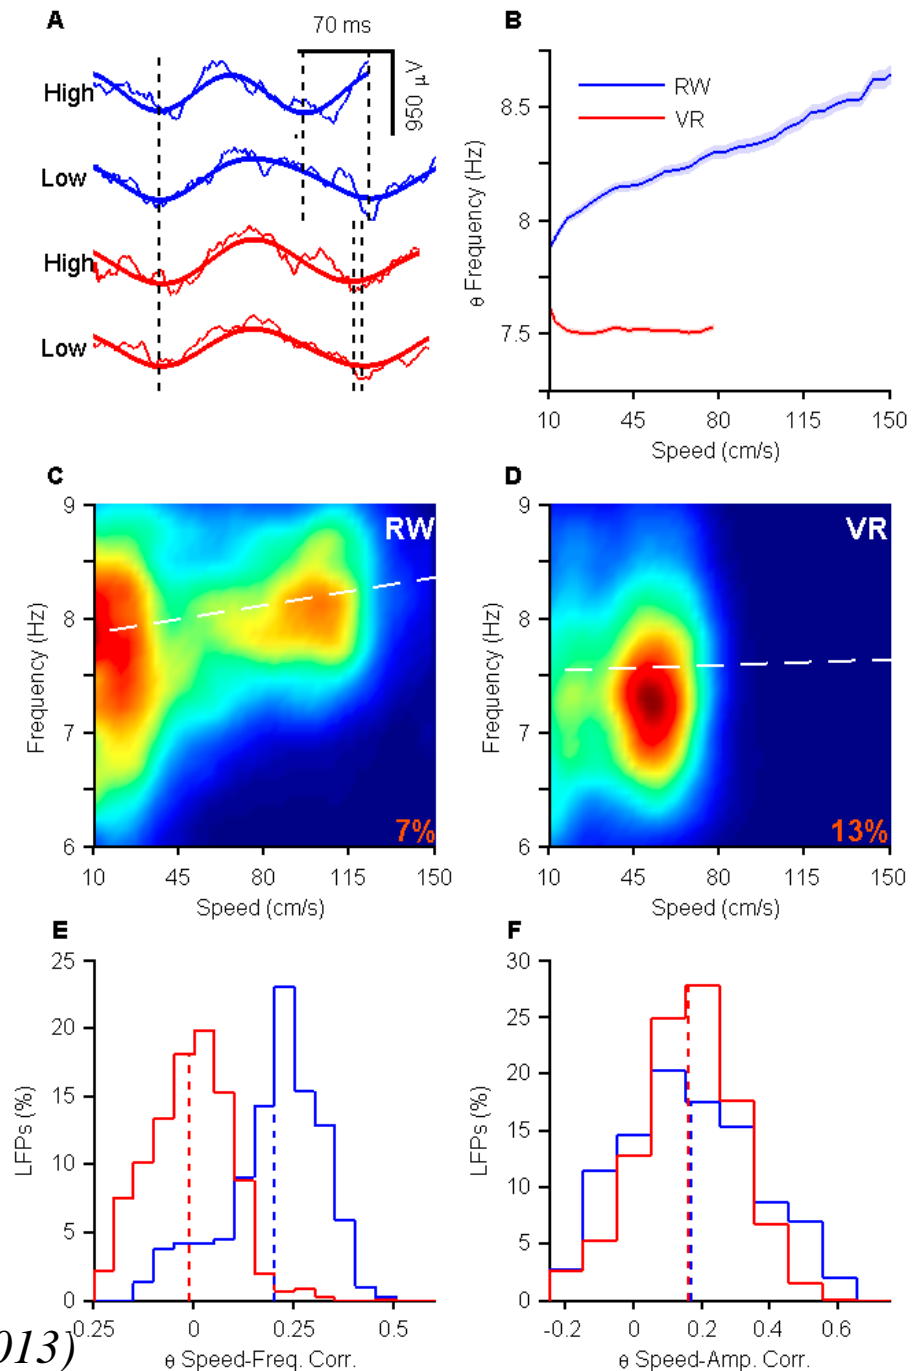 A
70 ms
950 µV
High
Low
High
Low
B
RW
VR
8.5
8
7.5
θ Frequency (Hz)
10 45 80 115 150
Speed (cm/s)
C
RW
7%
9
8
7
6
Frequency (Hz)
10 45 80 115 150
Speed (cm/s)
D
VR
13%
9
8
7
6
Frequency (Hz)
10 45 80 115 150
Speed (cm/s)
E
25
20
15
10
5
0
LFPs (%)
-0.25 0 0.25 0.5
θ Speed-Freq. Corr.
F
30
25
20
15
10
5
0
LFPs (%)
-0.2 0 0.2 0.4 0.6
θ Speed-Amp. Corr.
013)